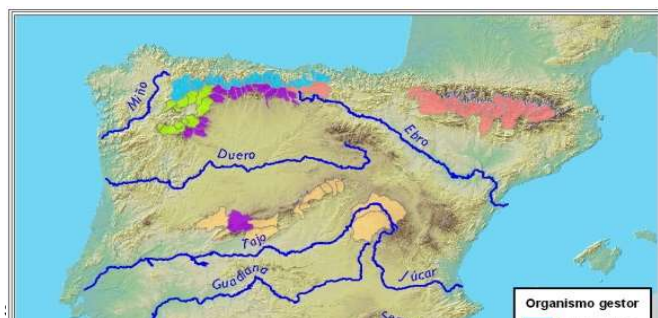 Miño
Ebro
Duero
Tajo
Guadiana
Júcar
Organismo gestor